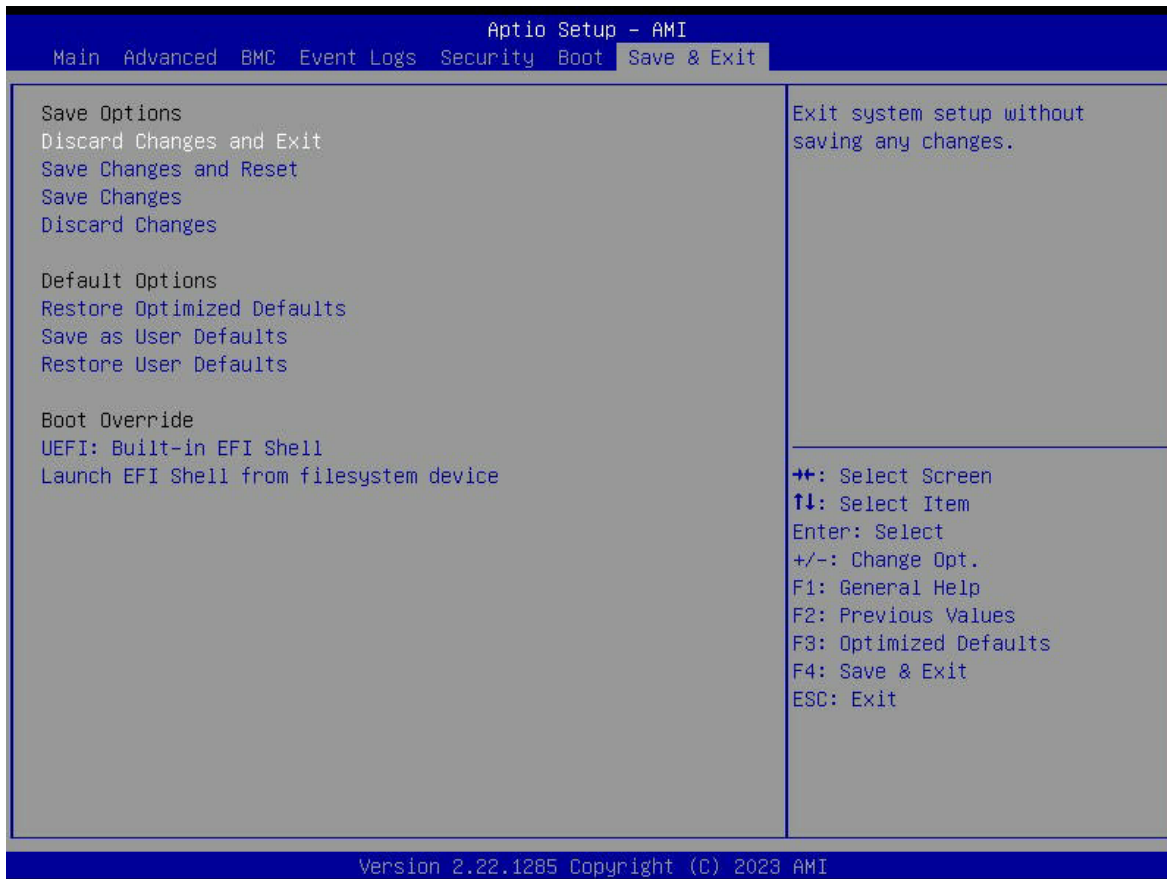 Aptio Setup – AMI
Main Advanced BMC Event Logs Security Boot Save & Exit
Save Options
Discard Changes and Exit
Save Changes and Reset
Save Changes
Discard Changes
Default Options
Restore Optimized Defaults
Save as User Defaults
Restore User Defaults
Boot Override
UEFI: Built-in EFI Shell
Launch EFI Shell from filesystem device
Exit system setup without
saving any changes.
→←: Select Screen
↑↓: Select Item
Enter: Select
+/-: Change Opt.
F1: General Help
F2: Previous Values
F3: Optimized Defaults
F4: Save & Exit
ESC: Exit
Version 2.22.1285 Copyright (C) 2023 AMI